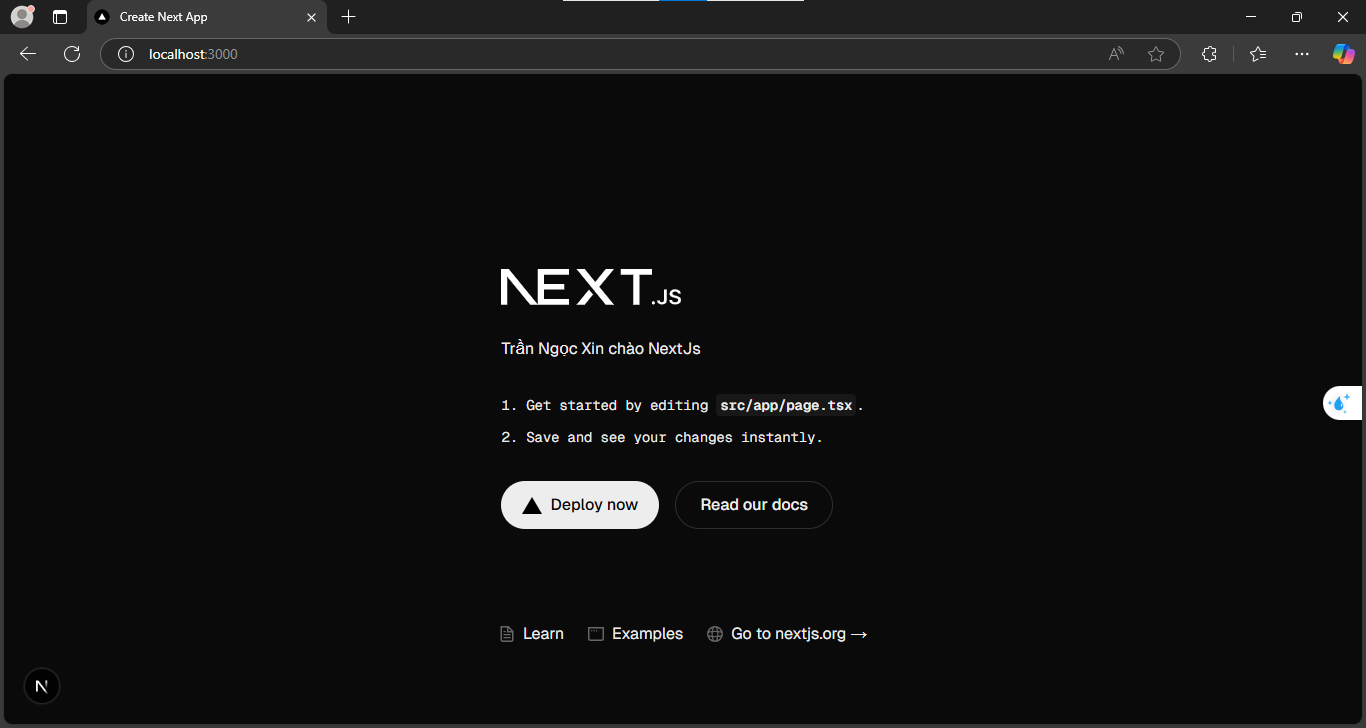 Create Next App
localhost:3000
NEXT.JS
Trần Ngọc Xin chào NextJs
1. Get started by editing src/app/page.tsx.
2. Save and see your changes instantly.
Deploy now
Read our docs
Learn
Examples
Go to nextjs.org →
N